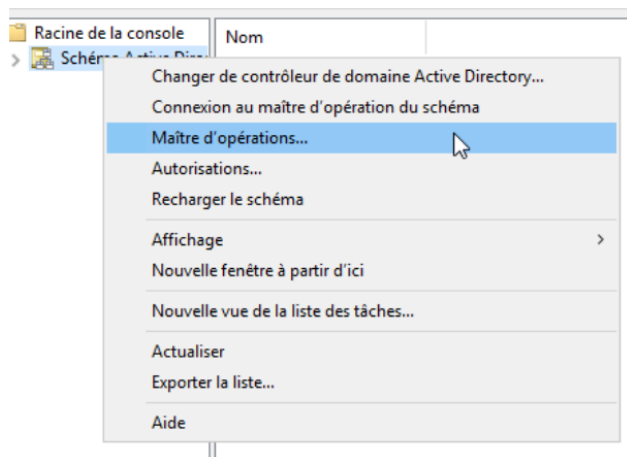 Racine de la console
Nom
Schéma Active
Changer de contrôleur de domaine Active Directory...
Connexion au maître d'opération du schéma
Maître d'opérations...
Autorisations...
Recharger le schéma
Affichage
Nouvelle fenêtre à partir d'ici
Nouvelle vue de la liste des tâches...
Actualiser
Exporter la liste...
Aide